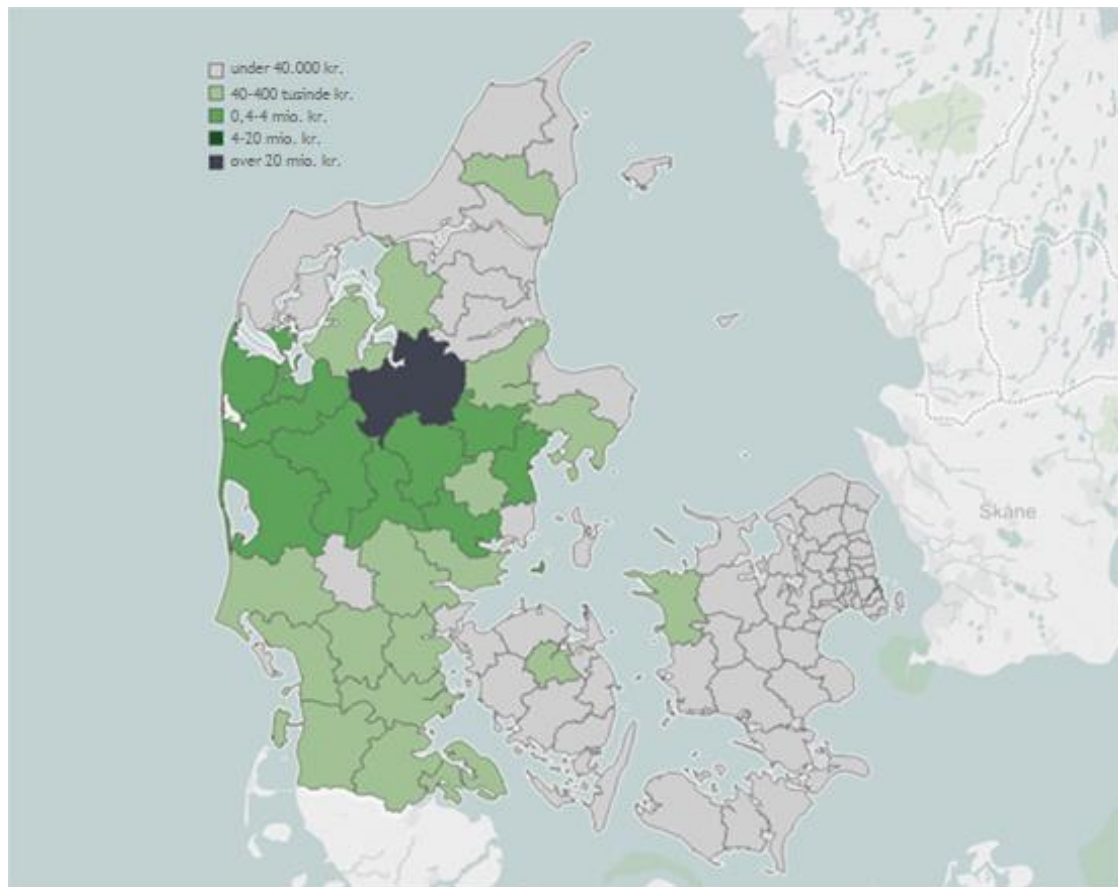 under 40.000 kr.
40-400 tusinde kr.
0,4-4 mio. kr.
4-20 mio. kr.
over 20 mio. kr.
Skåne